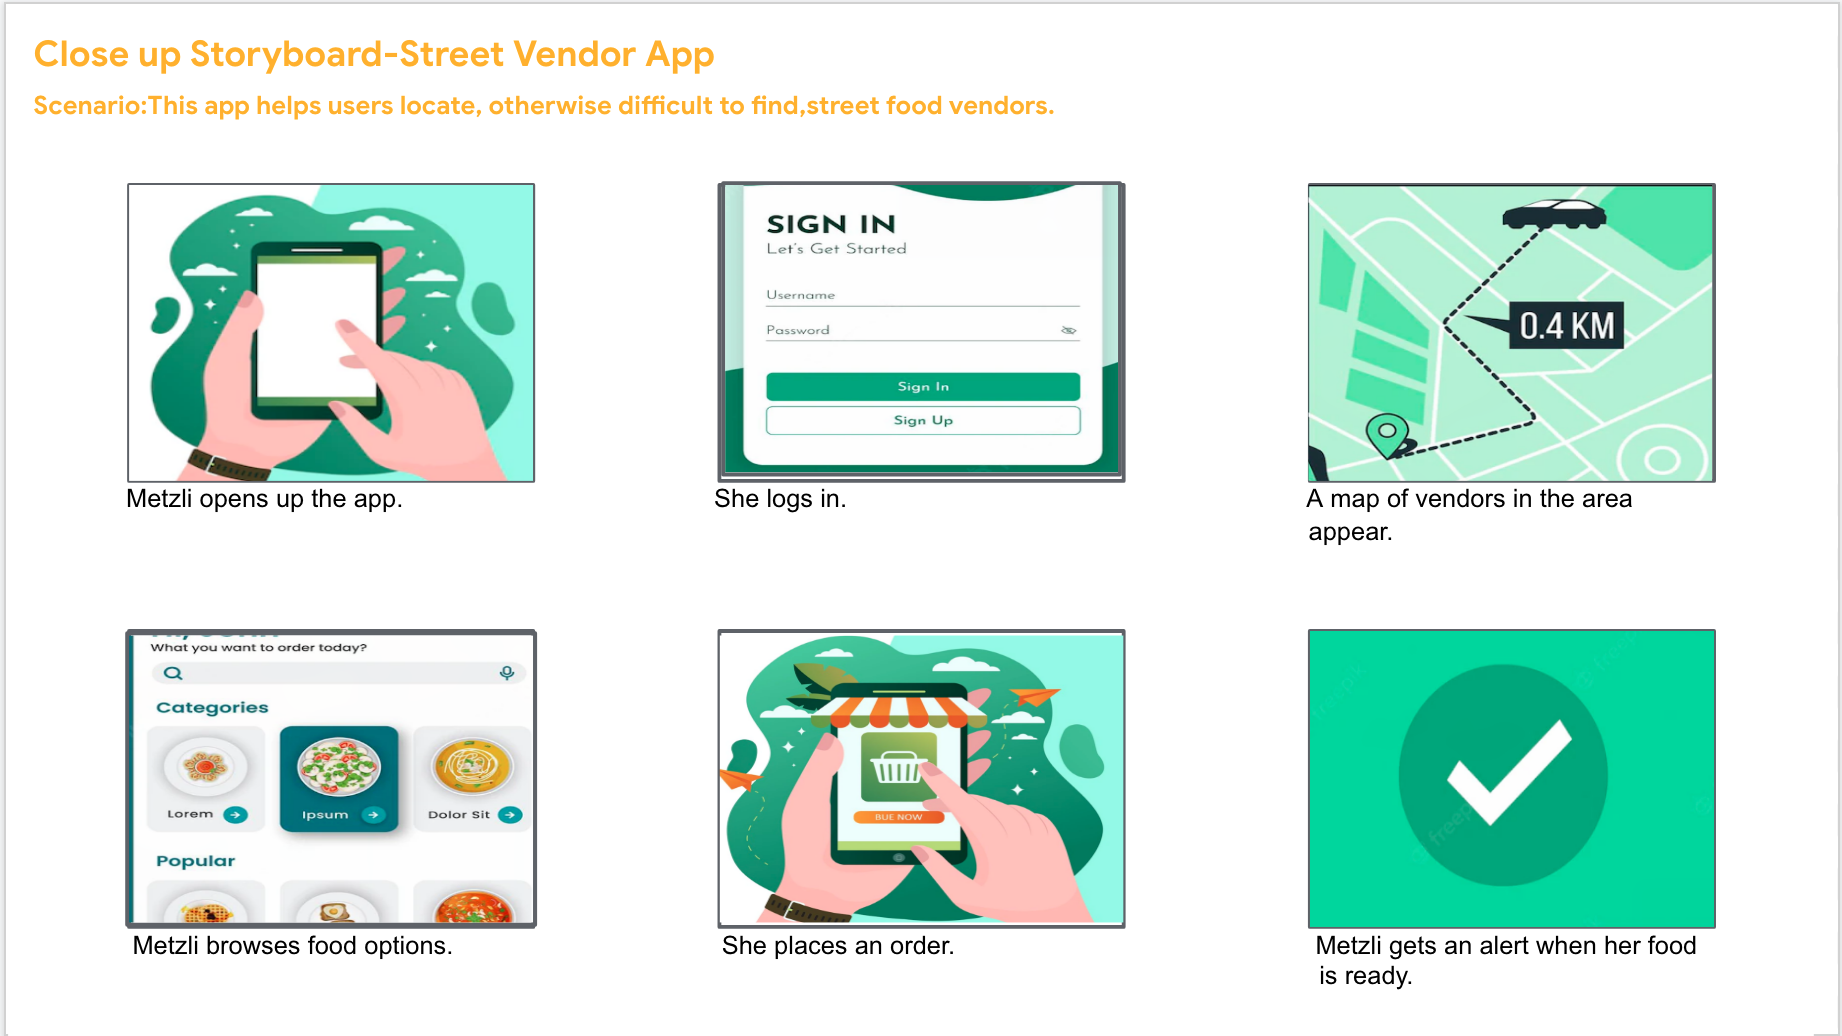 Close up Storyboard-Street Vendor App
Scenario:This app helps users locate, otherwise difficult to find,street food vendors.
SIGN IN
Let's Get Started
Username
Password
Sign In
Sign Up
0.4 KM
Metzli opens up the app.
She logs in.
A map of vendors in the area
appear.
What you want to order today?
Categories
Lorem
Ipsum
Dolor Sit
Popular
BUE NOW
freepik
Metzli browses food options.
She places an order.
Metzli gets an alert when her food
is ready.